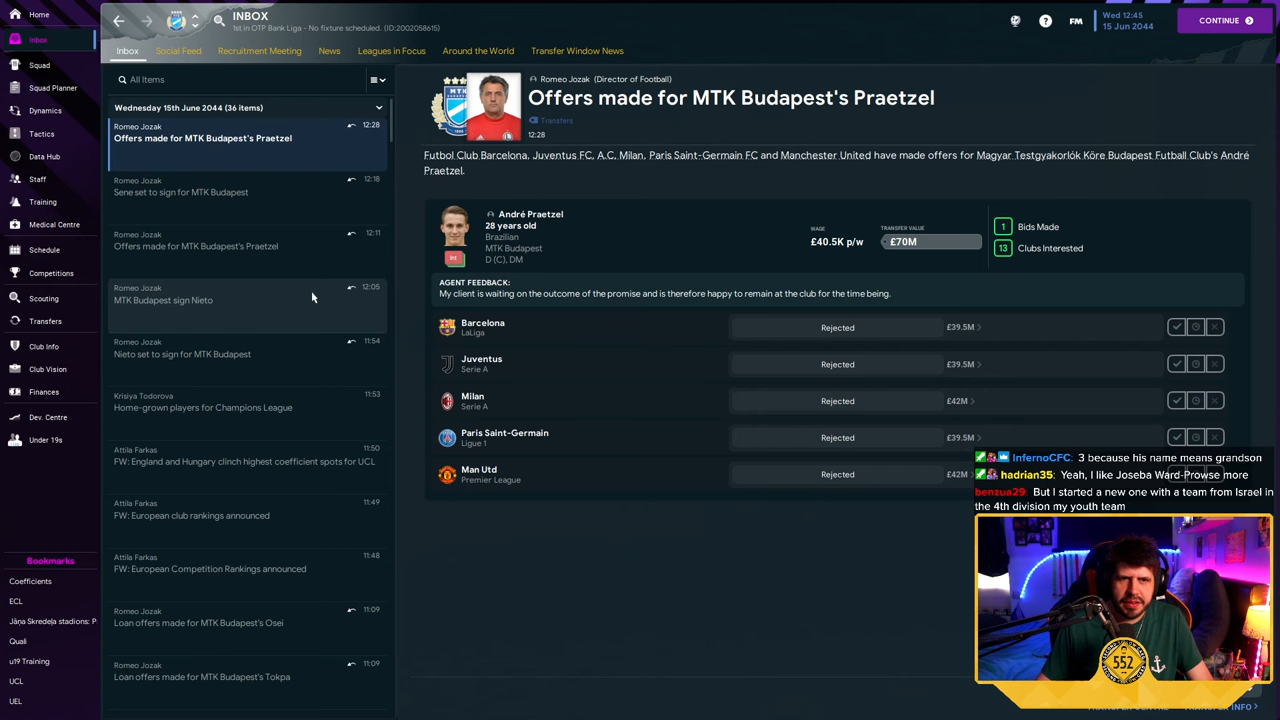 Home
Inbox
Squad
Squad Planner
Dynamics
Tactics
Data Hub
Staff
Training
Medical Centre
Schedule
Competitions
Scouting
Transfers
Club Info
Club Vision
Finances
Dev. Centre
Under 19s
Bookmarks
Coefficients
ECL
Jāņa Skredeļa stadions: P
Quali
u19 Training
UCL
UEL
INBOX
1st in OTP Bank Liga - No fixture scheduled. (ID:2002058615)
FM
Wed 12:45
15 Jun 2044
CONTINUE
Inbox
Social Feed
Recruitment Meeting
News
Leagues in Focus
Around the World
Transfer Window News
All Items
Wednesday 15th June 2044 (36 items)
Romeo Jozak 12:28
Offers made for MTK Budapest's Praetzel
Romeo Jozak 12:18
Sene set to sign for MTK Budapest
Romeo Jozak 12:11
Offers made for MTK Budapest's Praetzel
Romeo Jozak 12:05
MTK Budapest sign Nieto
Romeo Jozak 11:54
Nieto set to sign for MTK Budapest
Krisiya Todorova 11:53
Home-grown players for Champions League
Attila Farkas 11:50
FW: England and Hungary clinch highest coefficient spots for UCL
Attila Farkas 11:49
FW: European club rankings announced
Attila Farkas 11:48
FW: European Competition Rankings announced
Romeo Jozak 11:09
Loan offers made for MTK Budapest's Osei
Romeo Jozak 11:09
Loan offers made for MTK Budapest's Tokpa
Romeo Jozak (Director of Football)
Offers made for MTK Budapest's Praetzel
Transfers
12:28
Futbol Club Barcelona, Juventus FC, A.C. Milan, Paris Saint-Germain FC and Manchester United have made offers for Magyar Testgyakorlók Köre Budapest Futball Club's André
Praetzel.
Int
André Praetzel
28 years old
Brazilian
MTK Budapest
D (C), DM
WAGE
£40.5K p/w
TRANSFER VALUE
£70M
1 Bids Made
13 Clubs Interested
AGENT FEEDBACK:
My client is waiting on the outcome of the promise and is therefore happy to remain at the club for the time being.
Barcelona
LaLiga
Rejected £39.5M
Juventus
Serie A
Rejected £39.5M
Milan
Serie A
Rejected £42M
Paris Saint-Germain
Ligue 1
Rejected £39.5M
Man Utd
Premier League
Rejected £42M
InfernoCFC: 3 because his name means grandson
hadrian35: Yeah, I like Joseba Ward-Prowse more
benzua29: But I started a new one with a team from Israel in
the 4th division my youth team
552